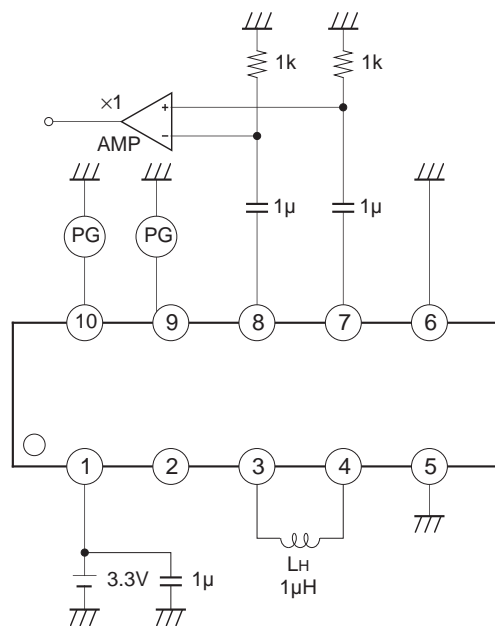 1k 1k
×1
+
−
AMP
1µ 1µ
PG PG
10 9 8 7 6
1 2 3 4 5
3.3V 1µ
LH
1µH